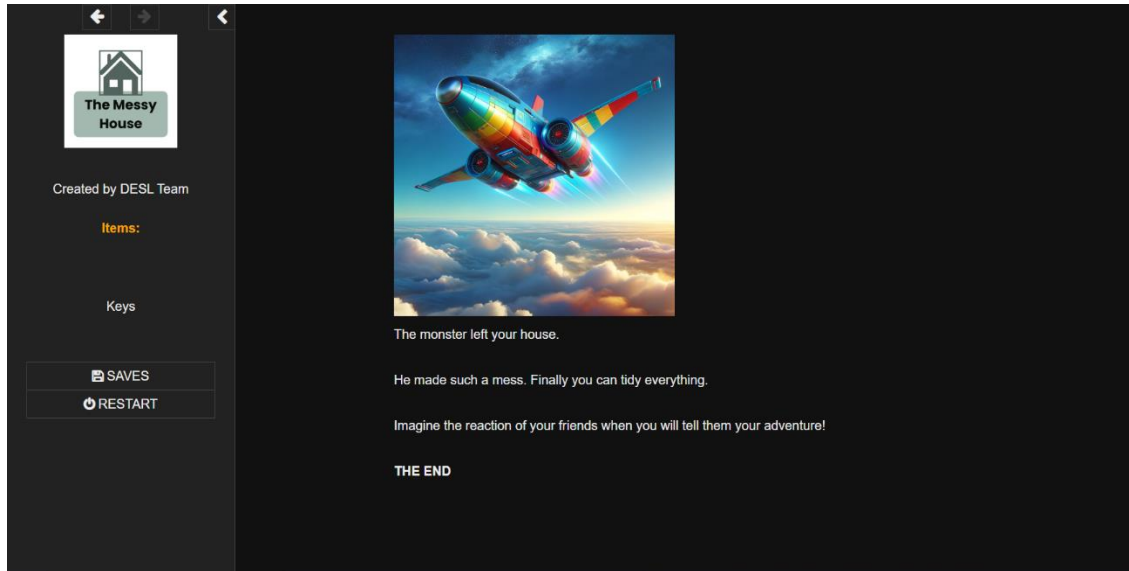 The Messy
House
Created by DESL Team
Items:
Keys
SAVES
RESTART
The monster left your house.
He made such a mess. Finally you can tidy everything.
Imagine the reaction of your friends when you will tell them your adventure!
THE END